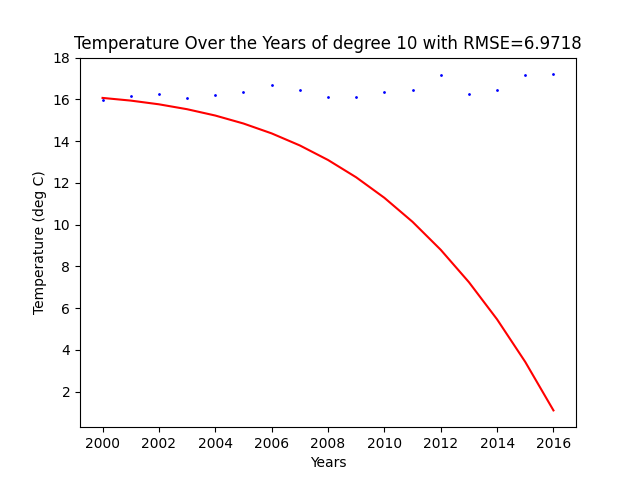 Temperature Over the Years of degree 10 with RMSE=6.9718
18
16
14
12
10
8
6
4
2
Temperature (deg C)
2000 2002 2004 2006 2008 2010 2012 2014 2016
Years